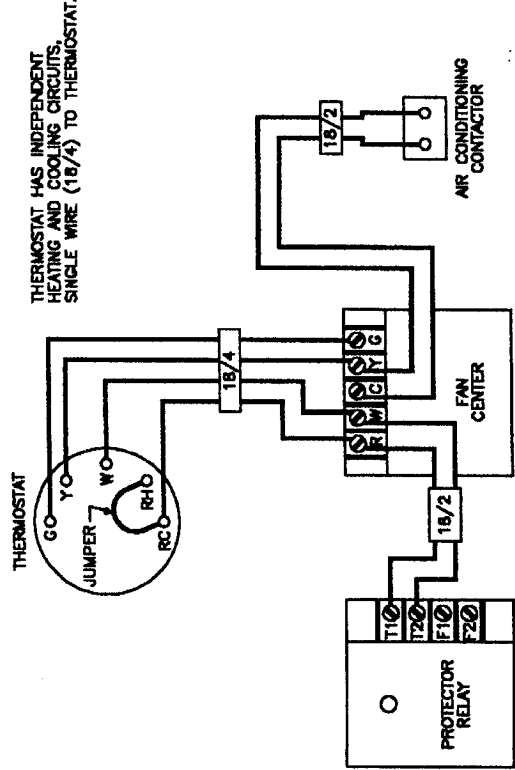 THERMOSTAT HAS INDEPENDENT
HEATING AND COOLING CIRCUITS,
SINGLE WIRE (18/4) TO THERMOSTAT.
THERMOSTAT
G
Y
W
JUMPER
RH
RC
18/4
18/2
AIR CONDITIONING
CONTACTOR
R
W
C
Y
G
FAN
CENTER
18/2
T1
T2
F1
F2
PROTECTOR
RELAY